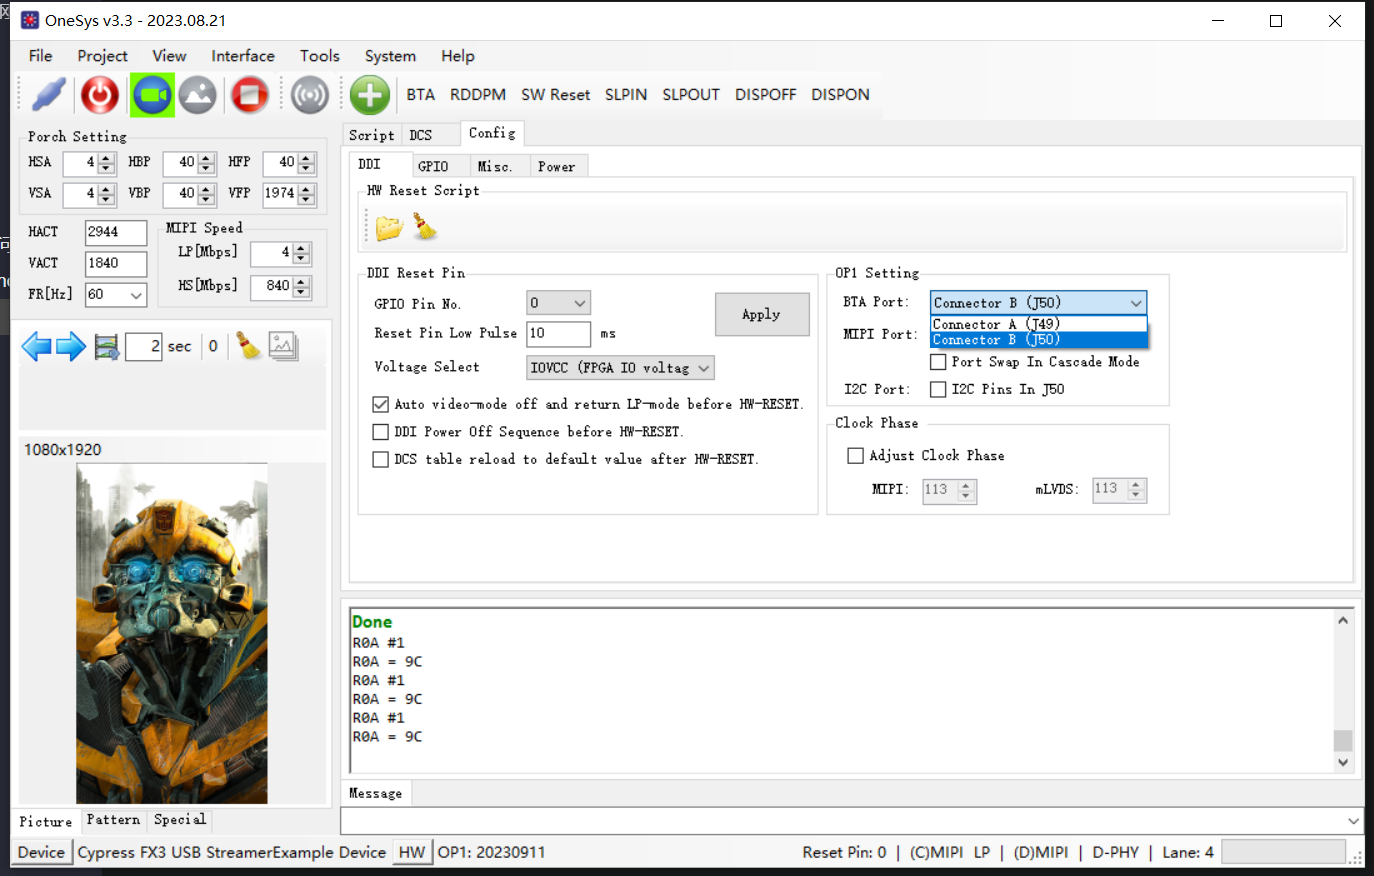 OneSys v3.3 - 2023.08.21
File Project View Interface Tools System Help
BTA RDDPM SW Reset SLPIN SLPOUT DISPOFF DISPON
Porch Setting
HSA 4 HBP 40 HFP 40
VSA 4 VBP 40 VFP 1974
HACT 2944
VACT 1840
FR[Hz] 60
MIPI Speed
LP[Mbps] 4
HS[Mbps] 840
2 sec 0
1080x1920
Picture Pattern Special
Script DCS Config
DDI GPIO Misc. Power
HW Reset Script
DDI Reset Pin
GPIO Pin No. 0
Reset Pin Low Pulse 10 ms
Voltage Select IOVCC (FPGA IO voltag
Apply
Auto video-mode off and return LP-mode before HW-RESET.
DDI Power Off Sequence before HW-RESET.
DCS table reload to default value after HW-RESET.
OP1 Setting
BTA Port: Connector B (J50)
Connector A (J49)
Connector B (J50)
MIPI Port:
Port Swap In Cascade Mode
I2C Port: I2C Pins In J50
Clock Phase
Adjust Clock Phase
MIPI: 113 mLVDS: 113
Done
R0A #1
R0A = 9C
R0A #1
R0A = 9C
R0A #1
R0A = 9C
Message
Device Cypress FX3 USB StreamerExample Device HW OP1: 20230911 Reset Pin: 0 | (C)MIPI LP | (D)MIPI | D-PHY | Lane: 4